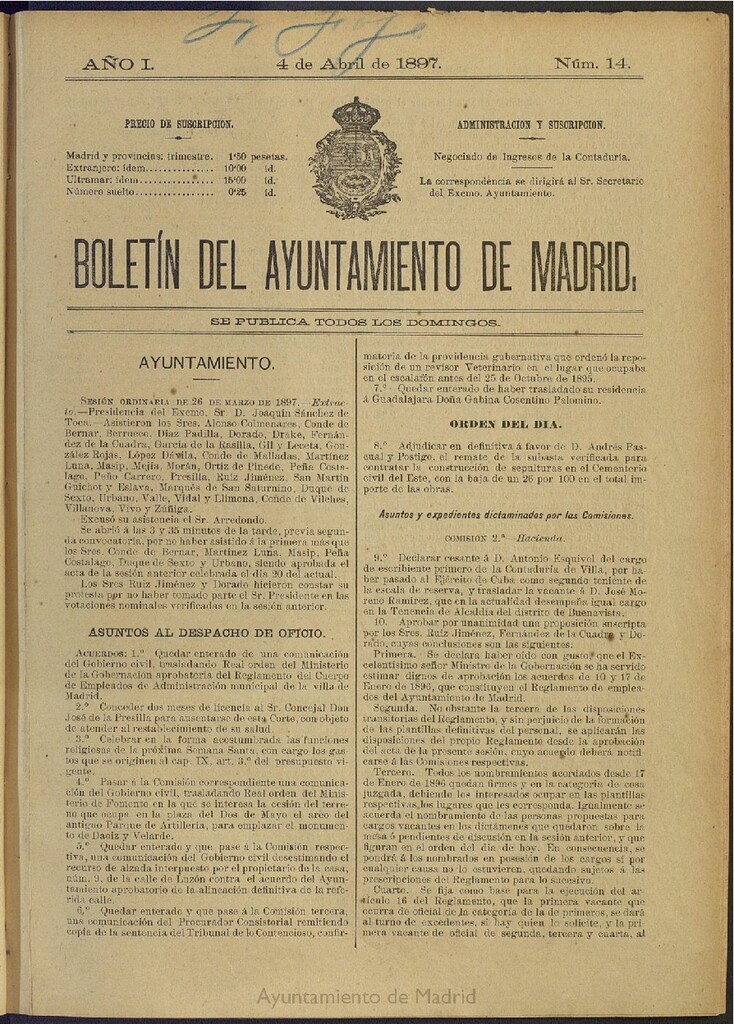 AÑO I.
4 de Abril de 1897.
Núm. 14.
PRECIO DE SUSCRIPCION.
Madrid y provincias: trimestre. 1'50 pesetas.
Extranjero: ídem.............. 10'00 íd.
Ultramar: ídem.............. 15'00 íd.
Número suelto.............. 0'25 íd.
ADMINISTRACION Y SUSCRIPCION.
Negociado de Ingresos de la Contaduría.
La correspondencia se dirigirá al Sr. Secretario
del Excmo. Ayuntamiento.
BOLETÍN DEL AYUNTAMIENTO DE MADRID.
SE PUBLICA TODOS LOS DOMINGOS.
AYUNTAMIENTO.
SESIÓN ORDINARIA DE 26 DE MARZO DE 1897.—Extrac-
to.—Presidencia del Excmo. Sr. D. Joaquín Sánchez de
Toca.—Asistieron los Sres. Alonso Colmenares, Conde de
Bernar, Berrueco, Díaz Padilla, Dorado, Drake, Fernán-
dez de la Cuadra, García de la Rasilla, Gil y Leceta, Gon-
zález Rojas, López Dávila, Conde de Malladas, Martínez
Luna, Masip, Mejía, Morán, Ortiz de Pinedo, Peña Costa-
lago, Peño Carrero, Presilla, Ruiz Jiménez, San Martín
Guichot y Eslava, Marqués de San Saturnino, Duque de
Sexto, Urbano, Valle, Vidal y Llimona, Conde de Vilches,
Villanova, Vivo y Zúñiga.
Excusó su asistencia el Sr. Arredondo.
Se abrió á las 3 y 35 minutos de la tarde, previa segun-
da convocatoria, por no haber asistido á la primera más que
los Sres. Conde de Bernar, Martínez Luna, Masip, Peña
Costalago, Duque de Sexto y Urbano, siendo aprobada el
acta de la sesión anterior celebrada el día 20 del actual.
Los Sres Ruiz Jiménez y Dorado hicieron constar su
protesta por no haber tomado parte el Sr. Presidente en las
votaciones nominales verificadas en la sesión anterior.
ASUNTOS AL DESPACHO DE OFICIO.
ACUERDOS: 1.º Quedar enterado de una comunicación
del Gobierno civil, trasladando Real orden del Ministerio
de la Gobernación aprobatoria del Reglamento del Cuerpo
de Empleados de Administración municipal de la villa de
Madrid.
2.º Conceder dos meses de licencia al Sr. Concejal Don
José de la Presilla para ausentarse de esta Corte, con objeto
de atender al restablecimiento de su salud.
3.º Celebrar en la forma acostumbrada las funciones
religiosas de la próxima Semana Santa, con cargo los gas-
tos que se originen al cap. IX, art. 3.º del presupuesto vi-
gente.
4.º Pasar á la Comisión correspondiente una comunica-
ción del Gobierno civil, trasladando Real orden del Minis-
terio de Fomento en la que se interesa la cesión del terre-
no que ocupa en la plaza del Dos de Mayo el arco del
antiguo Parque de Artillería, para emplazar el monumen-
to de Daoiz y Velarde.
5.º Quedar enterado y que pase á la Comisión respec-
tiva, una comunicación del Gobierno civil desestimando el
recurso de alzada interpuesto por el propietario de la casa,
núm. 9, de la calle de Luzón contra el acuerdo del Ayun-
tamiento aprobatorio de la alineación definitiva de la refe-
rida calle.
6.º Quedar enterado y que pase á la Comisión tercera,
una comunicación del Procurador Consistorial remitiendo
copia de la sentencia del Tribunal de lo Contencioso, confir-
matoria de la providencia gubernativa que ordenó la repo-
sición de un revisor Veterinario en el lugar que ocupaba
en el escalafón antes del 25 de Octubre de 1895.
7.º Quedar enterado de haber trasladado su residencia
á Guadalajara Doña Gabina Cosentino Palomino.
ORDEN DEL DIA.
8.º Adjudicar en definitiva á favor de D. Andrés Pas-
cual y Postigo, el remate de la subasta verificada para
contratar la construcción de sepulturas en el Cementerio
civil del Este, con la baja de un 26 por 100 en el total im-
porte de las obras.
Asuntos y expedientes dictaminados por las Comisiones.
COMISION 2.ª—Hacienda.
9.º Declarar cesante á D. Antonio Esquivel del cargo
de escribiente primero de la Contaduría de Villa, por ha-
ber pasado al Ejército de Cuba como segundo teniente de
la escala de reserva, y trasladar la vacante á D. José Mo-
reno Ramírez, que en la actualidad desempeña igual cargo
en la Tenencia de Alcaldía del distrito de Buenavista.
10. Aprobar por unanimidad una proposición suscripta
por los Sres. Ruiz Jiménez, Fernández de la Cuadra y Do-
rado, cuyas conclusiones son las siguientes:
Primera. Se declara haber oído con gusto que el Ex-
celentísimo señor Ministro de la Gobernación se ha servido
estimar dignos de aprobación los acuerdos de 10 y 17 de
Enero de 1896, que constituyen el Reglamento de emplea-
dos del Ayuntamiento de Madrid.
Segunda. No obstante la tercera de las disposiciones
transitorias del Reglamento, y sin perjuicio de la formación
de las plantillas definitivas del personal, se aplicarán las
disposiciones del propio Reglamento desde la aprobación
del acta de la presente sesión, cuyo acuerdo deberá notifi-
carse á las Comisiones respectivas.
Tercero. Todos los nombramientos acordados desde 17
de Enero de 1896 quedan firmes y en la categoría de cosa
juzgada, debiendo los interesados ocupar en las plantillas
respectivas los lugares que les corresponda. Igualmente se
acuerda el nombramiento de las personas propuestas para
cargos vacantes en los dictámenes que quedaron sobre la
mesa ó pendientes de discusión en la sesión anterior, y que
figuran en el orden del día de hoy. En consecuencia, se
pondrá á los nombrados en posesión de los cargos si por
cualquier causa no lo estuvieren, quedando sujetos á las
prescripciones del Reglamento para lo sucesivo.
Cuarto. Se fija como base para la ejecución del ar-
tículo 16 del Reglamento, que la primera vacante que
ocurra de oficial de la categoría de la de primeros, se dará
al turno de excedentes, si hay quien lo solicite, y la pri-
mera vacante de oficial de segunda, tercera y cuarta, al
Ayuntamiento de Madrid